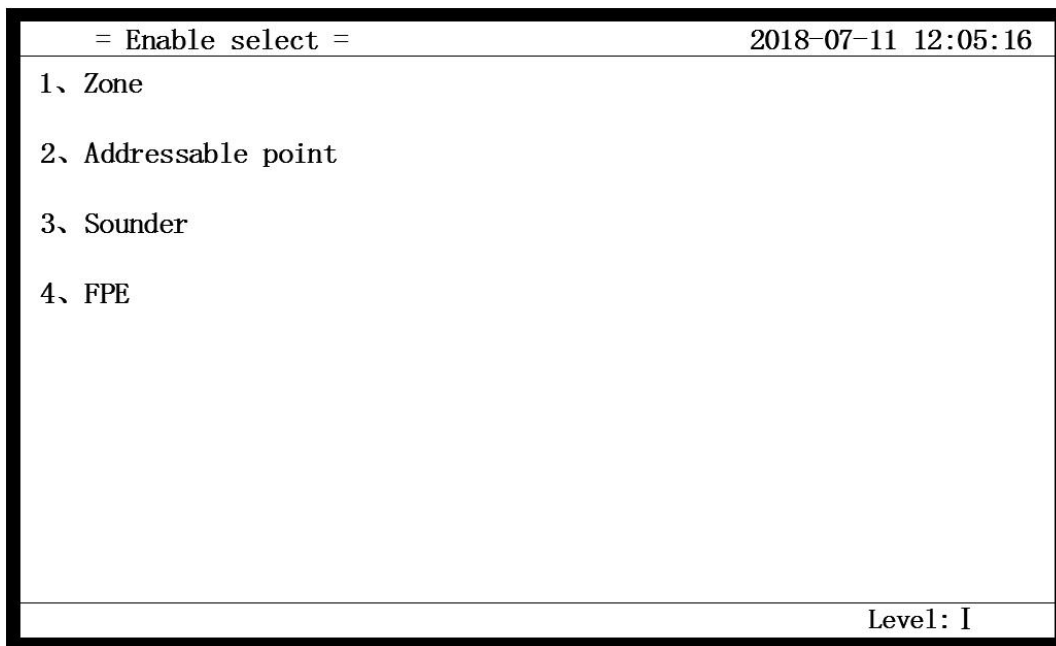 = Enable select = 2018-07-11 12:05:16
1、Zone
2、Addressable point
3、Sounder
4、FPE
Level: I